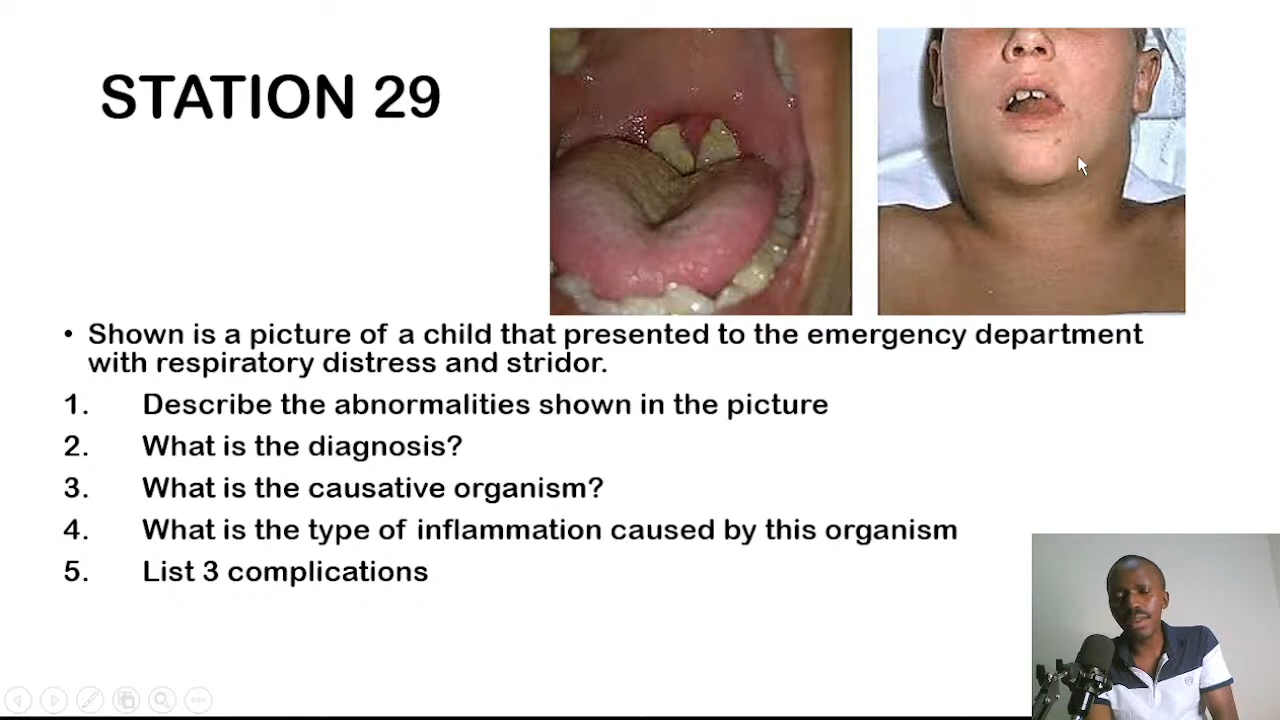 STATION 29
• Shown is a picture of a child that presented to the emergency department
with respiratory distress and stridor.
1. Describe the abnormalities shown in the picture
2. What is the diagnosis?
3. What is the causative organism?
4. What is the type of inflammation caused by this organism
5. List 3 complications